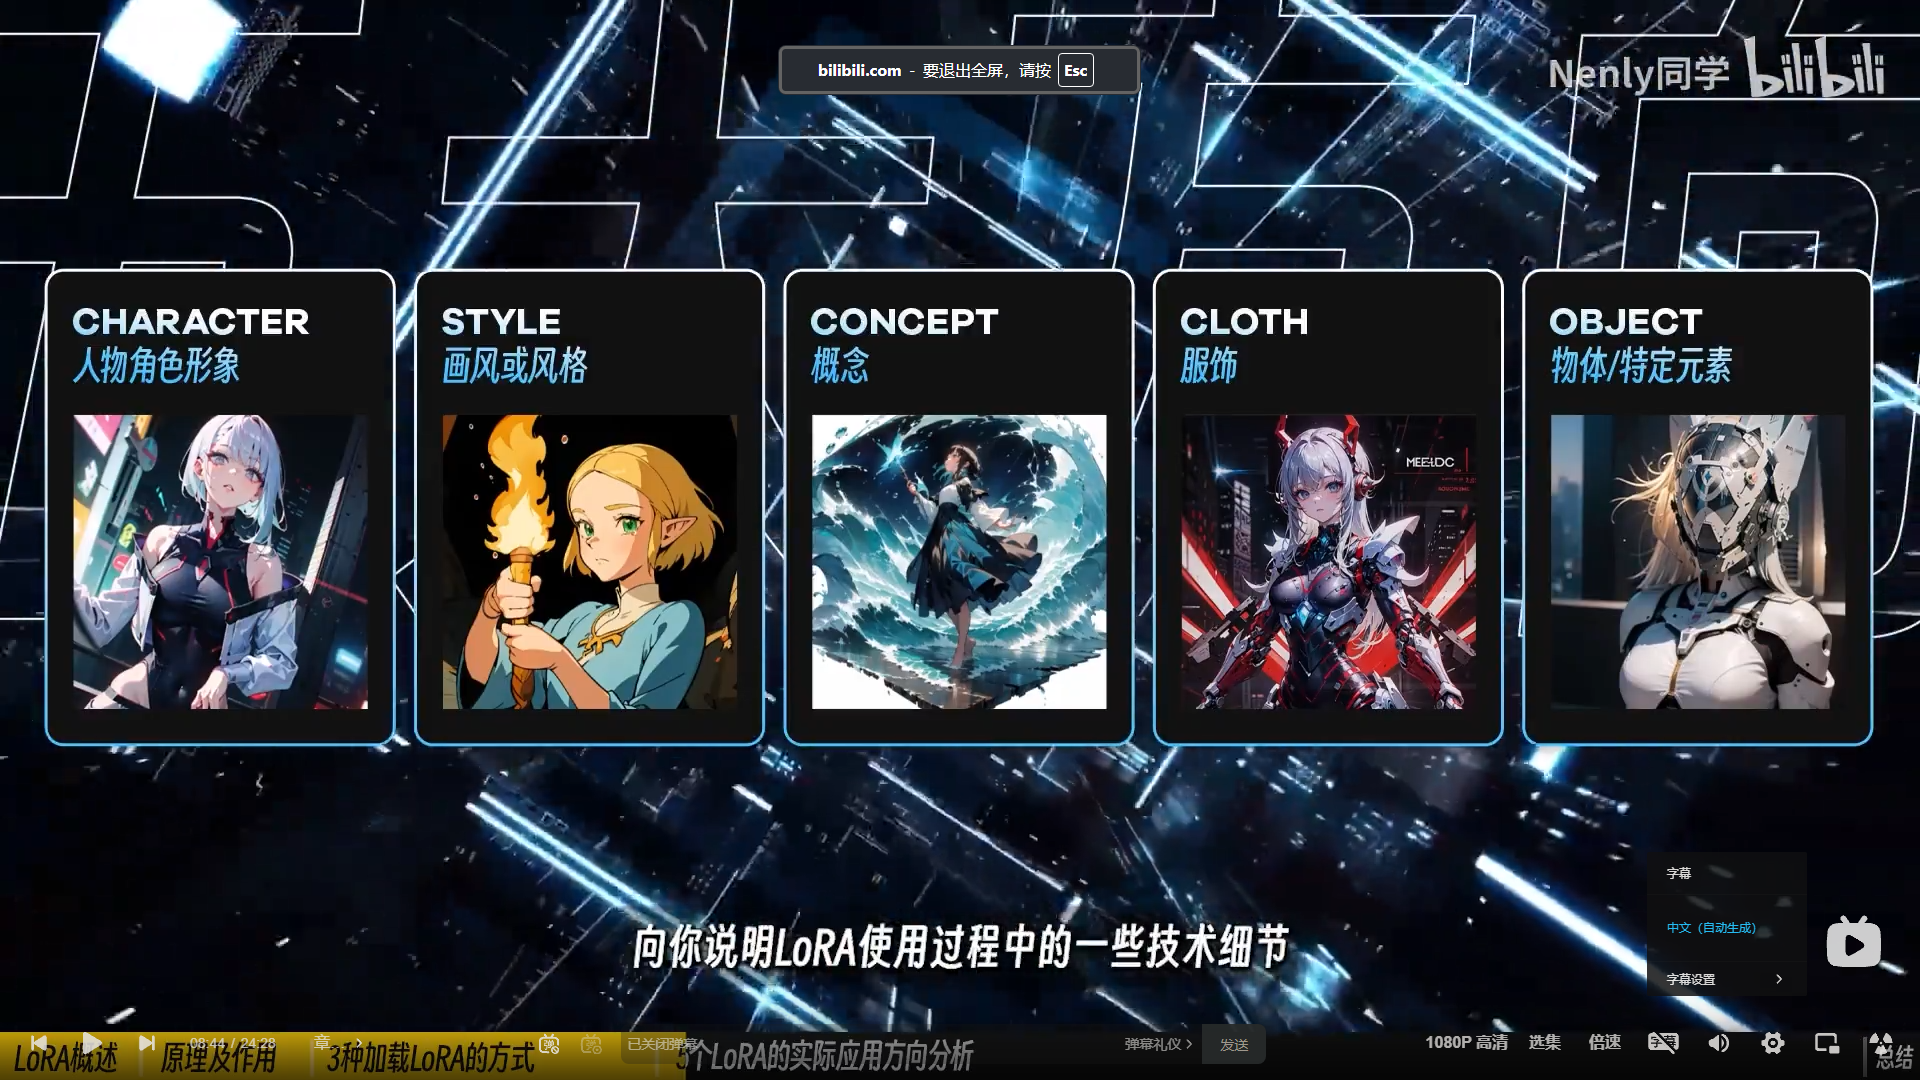 bilibili.com - 要退出全屏，请按 Esc
Nenly同学 bilibili
CHARACTER
人物角色形象
STYLE
画风或风格
CONCEPT
概念
CLOTH
服饰
MEELDC
OBJECT
物体/特定元素
向你说明LoRA使用过程中的一些技术细节
字幕
中文（自动生成）
字幕设置
08:44 / 24:28
章
已关闭弹幕
弹幕礼仪
发送
1080P 高清
选集
倍速
LoRA概述
原理及作用
3种加载LoRA的方式
5个LoRA的实际应用方向分析
总结